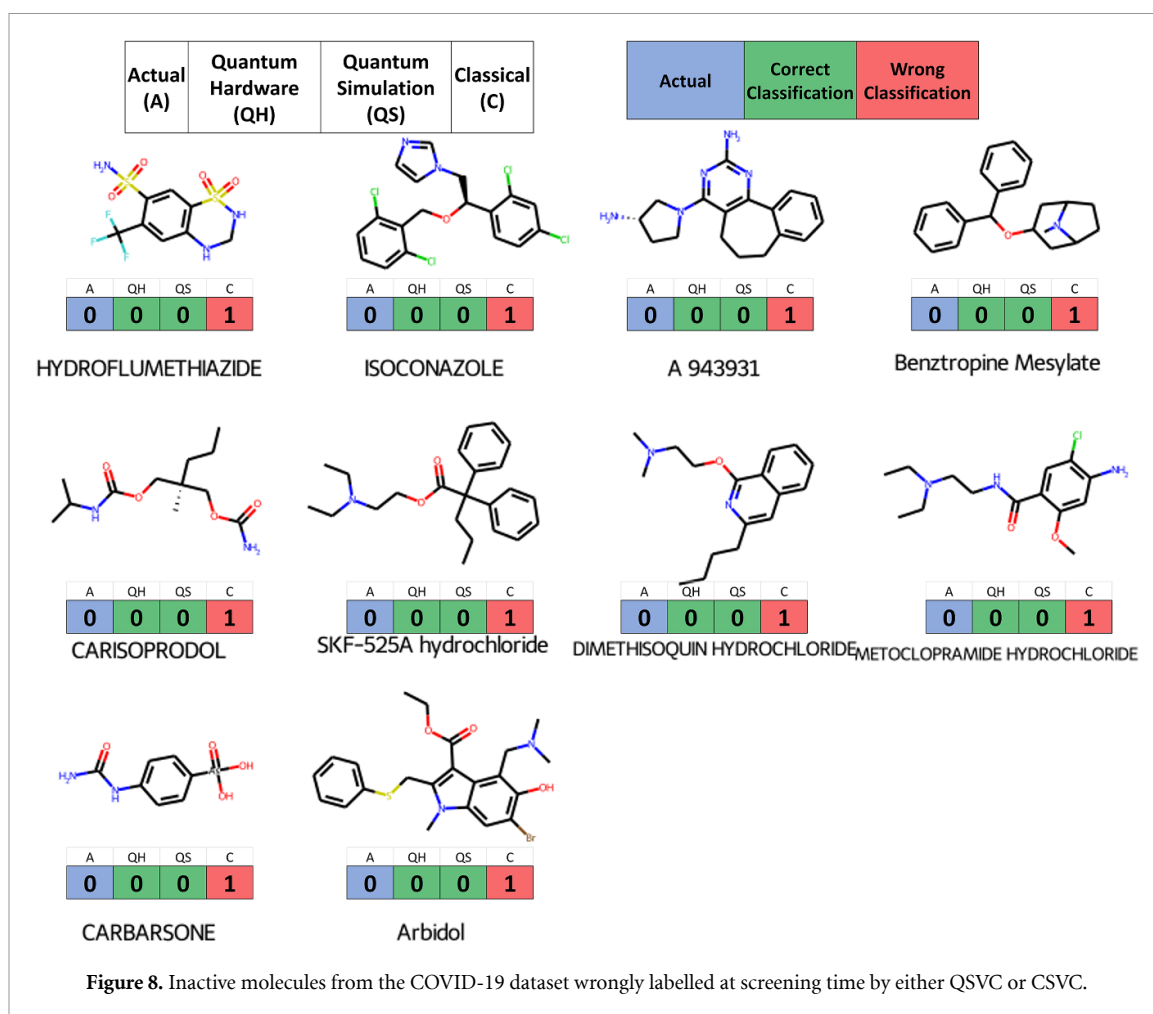 Actual
(A)
Quantum
Hardware
(QH)
Quantum
Simulation
(QS)
Classical
(C)
Actual
Correct
Classification
Wrong
Classification
H₂N
O
O
S
O
O
S
NH
N
H
F
F
F
N
N
Cl
Cl
O
Cl
Cl
NH₂
N
N
N
H₂N
N
O
A QH QS C
0 0 0 1
A QH QS C
0 0 0 1
A QH QS C
0 0 0 1
A QH QS C
0 0 0 1
HYDROFLUMETHIAZIDE
ISOCONAZOLE
A 943931
Benztropine Mesylate
O
N
H
O
O
O
NH₂
N
O
O
N
O
N
Cl
NH₂
N
NH
O
O
A QH QS C
0 0 0 1
A QH QS C
0 0 0 1
A QH QS C
0 0 0 1
A QH QS C
0 0 0 1
CARISOPRODOL
SKF-525A hydrochloride
DIMETHISOQUIN HYDROCHLORIDE
METOCLOPRAMIDE HYDROCHLORIDE
H₂N
O
N
H
O
As
OH
OH
O
O
N
S
N
OH
Br
A QH QS C
0 0 0 1
A QH QS C
0 0 0 1
CARBARSONE
Arbidol
Figure 8. Inactive molecules from the COVID-19 dataset wrongly labelled at screening time by either QSVC or CSVC.